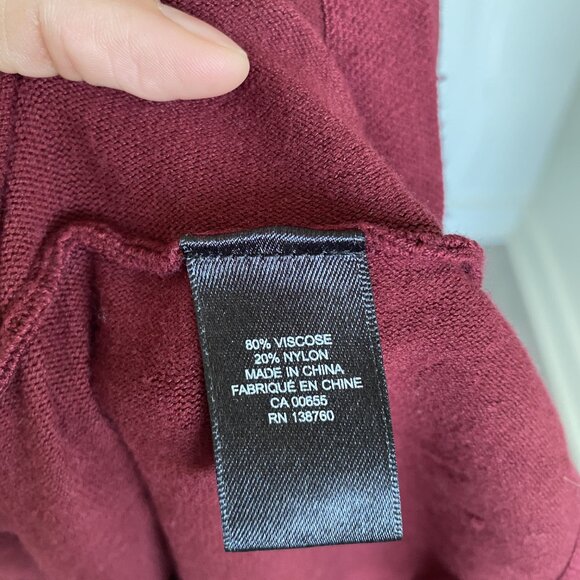 80% VISCOSE
20% NYLON
MADE IN CHINA
FABRIQUÉ EN CHINE
CA 00655
RN 138760